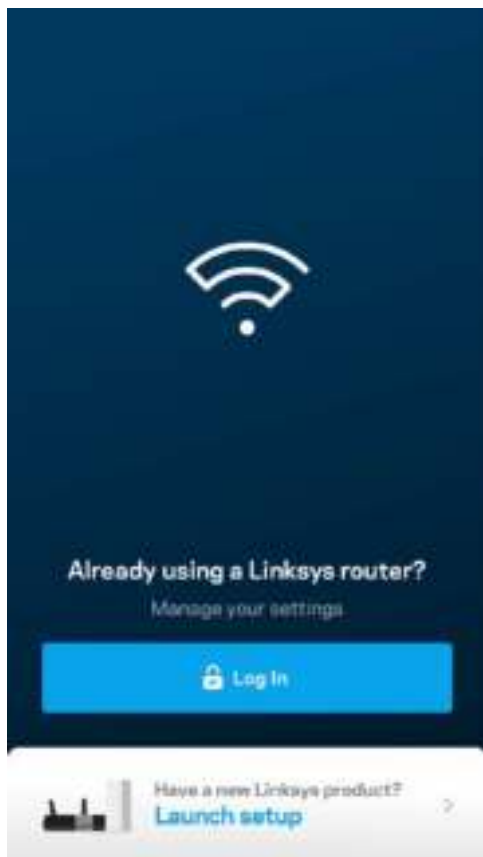 Already using a Linksys router?
Manage your settings
Log In
Have a new Linksys product?
Launch setup